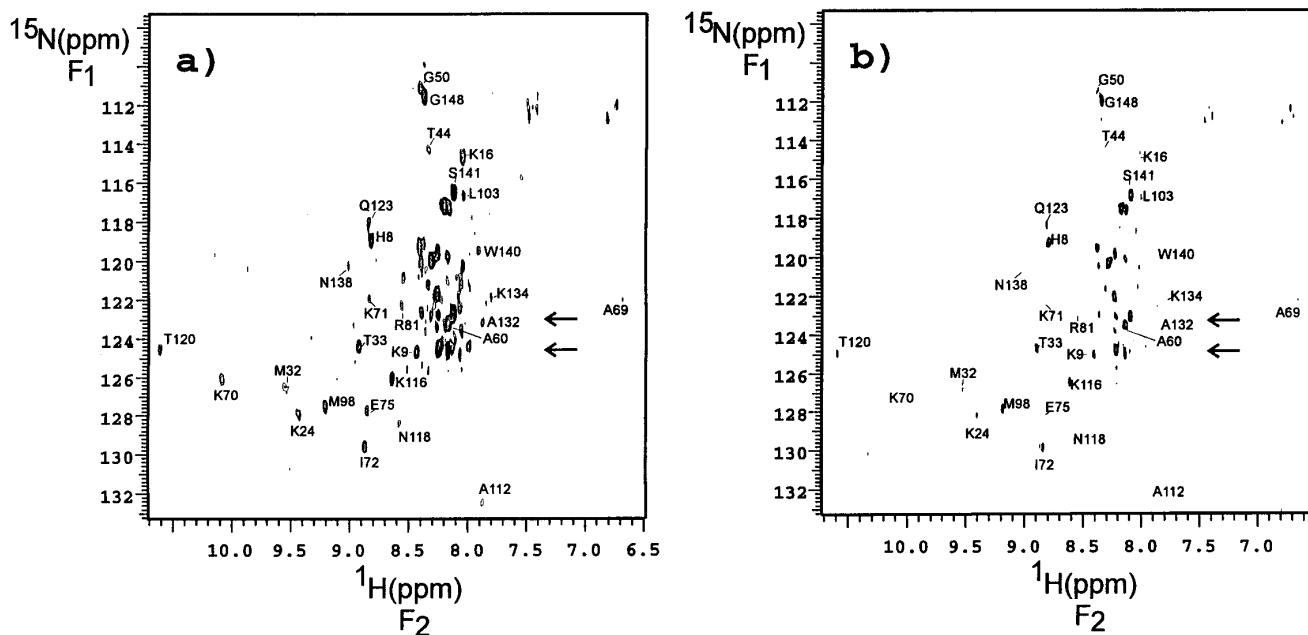 15N(ppm)
F1
a)
G50
G148
T44
K16
S141
L103
Q123
H8
W140
N138
K134
K71
A69
R81
A132
T120
T33
K9
A60
M32
K116
K70
M98
E75
K24
N118
I72
A112
112
114
116
118
120
122
124
126
128
130
132
10.0 9.5 9.0 8.5 8.0 7.5 7.0 6.5
1H(ppm)
F2
15N(ppm)
F1
b)
G50
G148
T44
K16
S141
L103
Q123
H8
W140
N138
K134
K71
A69
R81
A132
T120
T33
K9
A60
M32
K116
K70
M98
E75
K24
N118
I72
A112
112
114
116
118
120
122
124
126
128
130
132
10.0 9.5 9.0 8.5 8.0 7.5 7.0
1H(ppm)
F2